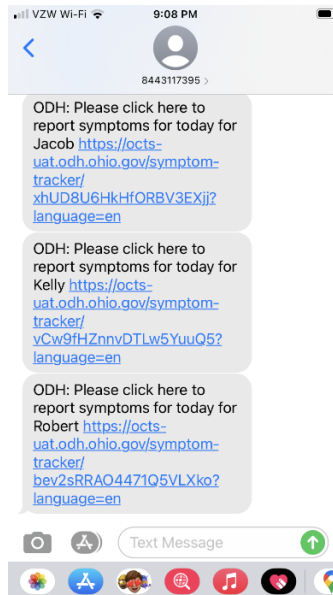 VZW Wi-Fi 9:08 PM
8443117395 >
ODH: Please click here to
report symptoms for today for
Jacob https://octs-
uat.odh.ohio.gov/symptom-
tracker/
xhUD8U6HkHfORBV3EXjj?
language=en
ODH: Please click here to
report symptoms for today for
Kelly https://octs-
uat.odh.ohio.gov/symptom-
tracker/
vCw9fHZnnvDTLw5YuuQ5?
language=en
ODH: Please click here to
report symptoms for today for
Robert https://octs-
uat.odh.ohio.gov/symptom-
tracker/
bev2sRRAO4471Q5VLXko?
language=en
Text Message